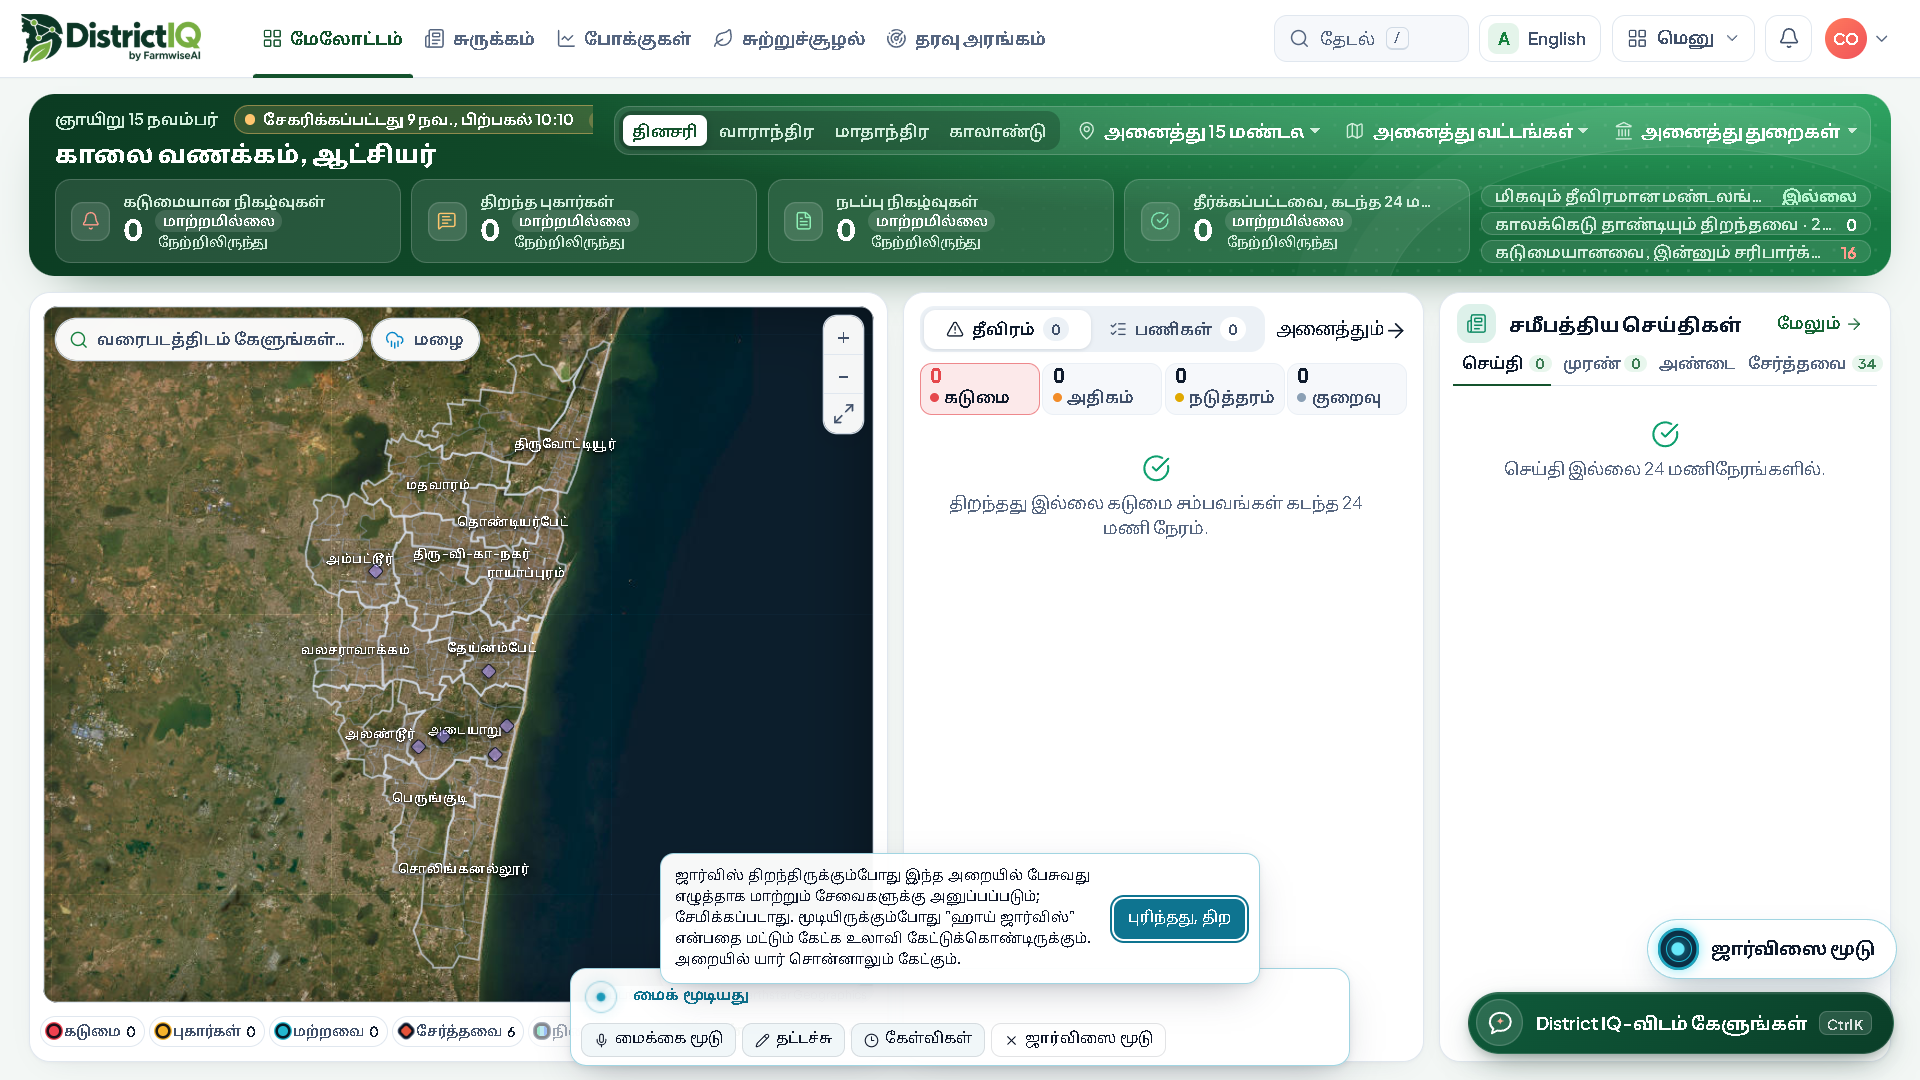 DistrictIQ
by FarmwiseAI
மேலோட்டம்
சுருக்கம்
போக்குகள்
சுற்றுச்சூழல்
தரவு அரங்கம்
தேடல் /
A English
மெனு
CO
ஞாயிறு 15 நவம்பர்
சேகரிக்கப்பட்டது 9 நவ., பிற்பகல் 10:10
காலை வணக்கம், ஆட்சியர்
தினசரி
வாராந்திர
மாதாந்திர
காலாண்டு
அனைத்து 15 மண்டல
அனைத்து வட்டங்கள்
அனைத்து துறைகள்
கடுமையான நிகழ்வுகள்
0 மாற்றமில்லை
நேற்றிலிருந்து
திறந்த புகார்கள்
0 மாற்றமில்லை
நேற்றிலிருந்து
நடப்பு நிகழ்வுகள்
0 மாற்றமில்லை
நேற்றிலிருந்து
தீர்க்கப்பட்டவை, கடந்த 24 ம...
0 மாற்றமில்லை
நேற்றிலிருந்து
மிகவும் தீவிரமான மண்டலங்... இல்லை
காலக்கெடு தாண்டியும் திறந்தவை · 2... 0
கடுமையானவை, இன்னும் சரிபார்க்... 16
வரைபடத்திடம் கேளுங்கள்...
மழை
+
−
திருவோட்டியூர்
மதவாரம்
தொண்டியர்பேட்
அம்பட்டூர்
திரு-வி-கா-நகர்
ராயாப்புரம்
வலசராவாக்கம்
தேய்னம்பேட்
அலண்டூர்
அடையாறு
பெருங்குடி
சொலிங்கனல்லூர்
கடுமை 0
புகார்கள் 0
மற்றவை 0
சேர்த்தவை 6
தீவிரம் 0
பணிகள் 0
அனைத்தும்
0 கடுமை
0 அதிகம்
0 நடுத்தரம்
0 குறைவு
திறந்தது இல்லை கடுமை சம்பவங்கள் கடந்த 24
மணி நேரம்.
சமீபத்திய செய்திகள்
மேலும்
செய்தி 0
முரண் 0
அண்டை
சேர்த்தவை 34
செய்தி இல்லை 24 மணிநேரங்களில்.
ஜார்விஸ் திறந்திருக்கும்போது இந்த அறையில் பேசுவது
எழுத்தாக மாற்றும் சேவைகளுக்கு அனுப்பப்படும்;
சேமிக்கப்படாது. மூடியிருக்கும்போது "ஹாய் ஜார்விஸ்"
என்பதை மட்டும் கேட்க உலாவி கேட்டுக்கொண்டிருக்கும்.
அறையில் யார் சொன்னாலும் கேட்கும்.
புரிந்தது, திற
மைக் மூடியது
மைக்கை மூடு
தட்டச்சு
கேள்விகள்
ஜார்விஸை மூடு
ஜார்விஸை மூடு
District IQ-விடம் கேளுங்கள் Ctrl K